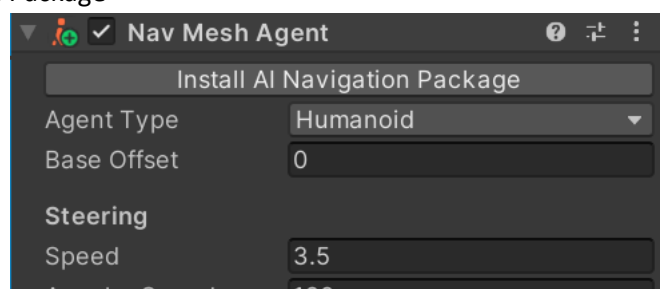 Package
Nav Mesh Agent
Install AI Navigation Package
Agent Type Humanoid
Base Offset 0
Steering
Speed 3.5